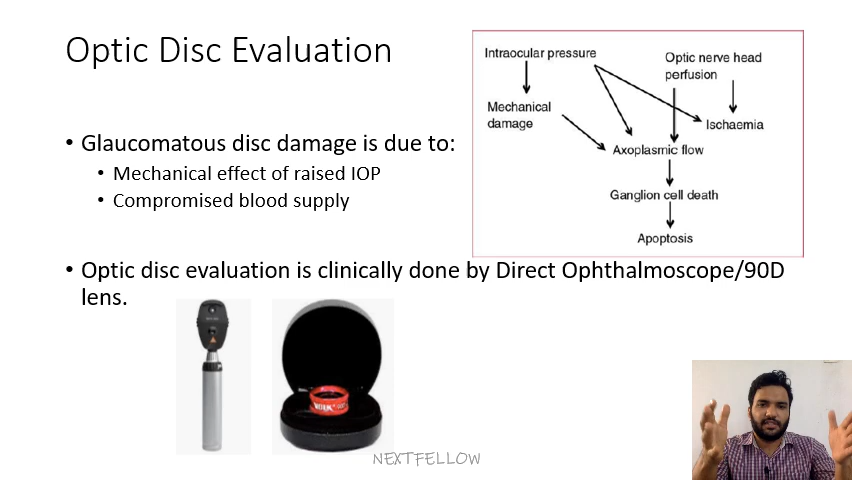 Optic Disc Evaluation
• Glaucomatous disc damage is due to:
• Mechanical effect of raised IOP
• Compromised blood supply
Intraocular pressure
Optic nerve head
perfusion
Mechanical
damage
Ischaemia
Axoplasmic flow
Ganglion cell death
Apoptosis
• Optic disc evaluation is clinically done by Direct Ophthalmoscope/90D
lens.
NEXTFELLOW